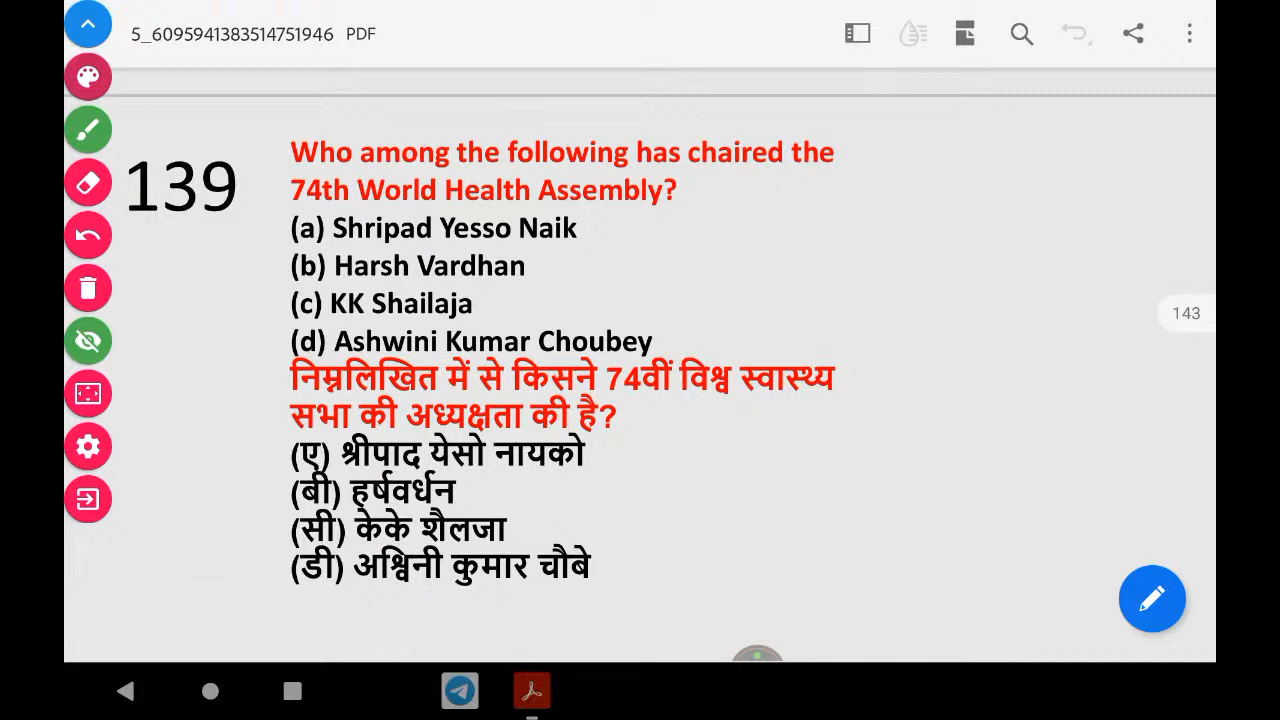 5_6095941383514751946 PDF
139
Who among the following has chaired the
74th World Health Assembly?
(a) Shripad Yesso Naik
(b) Harsh Vardhan
(c) KK Shailaja
(d) Ashwini Kumar Choubey
निम्नलिखित में से किसने 74वीं विश्व स्वास्थ्य
सभा की अध्यक्षता की है?
(ए) श्रीपाद येसो नायको
(बी) हर्षवर्धन
(सी) केके शैलजा
(डी) अश्विनी कुमार चौबे
143